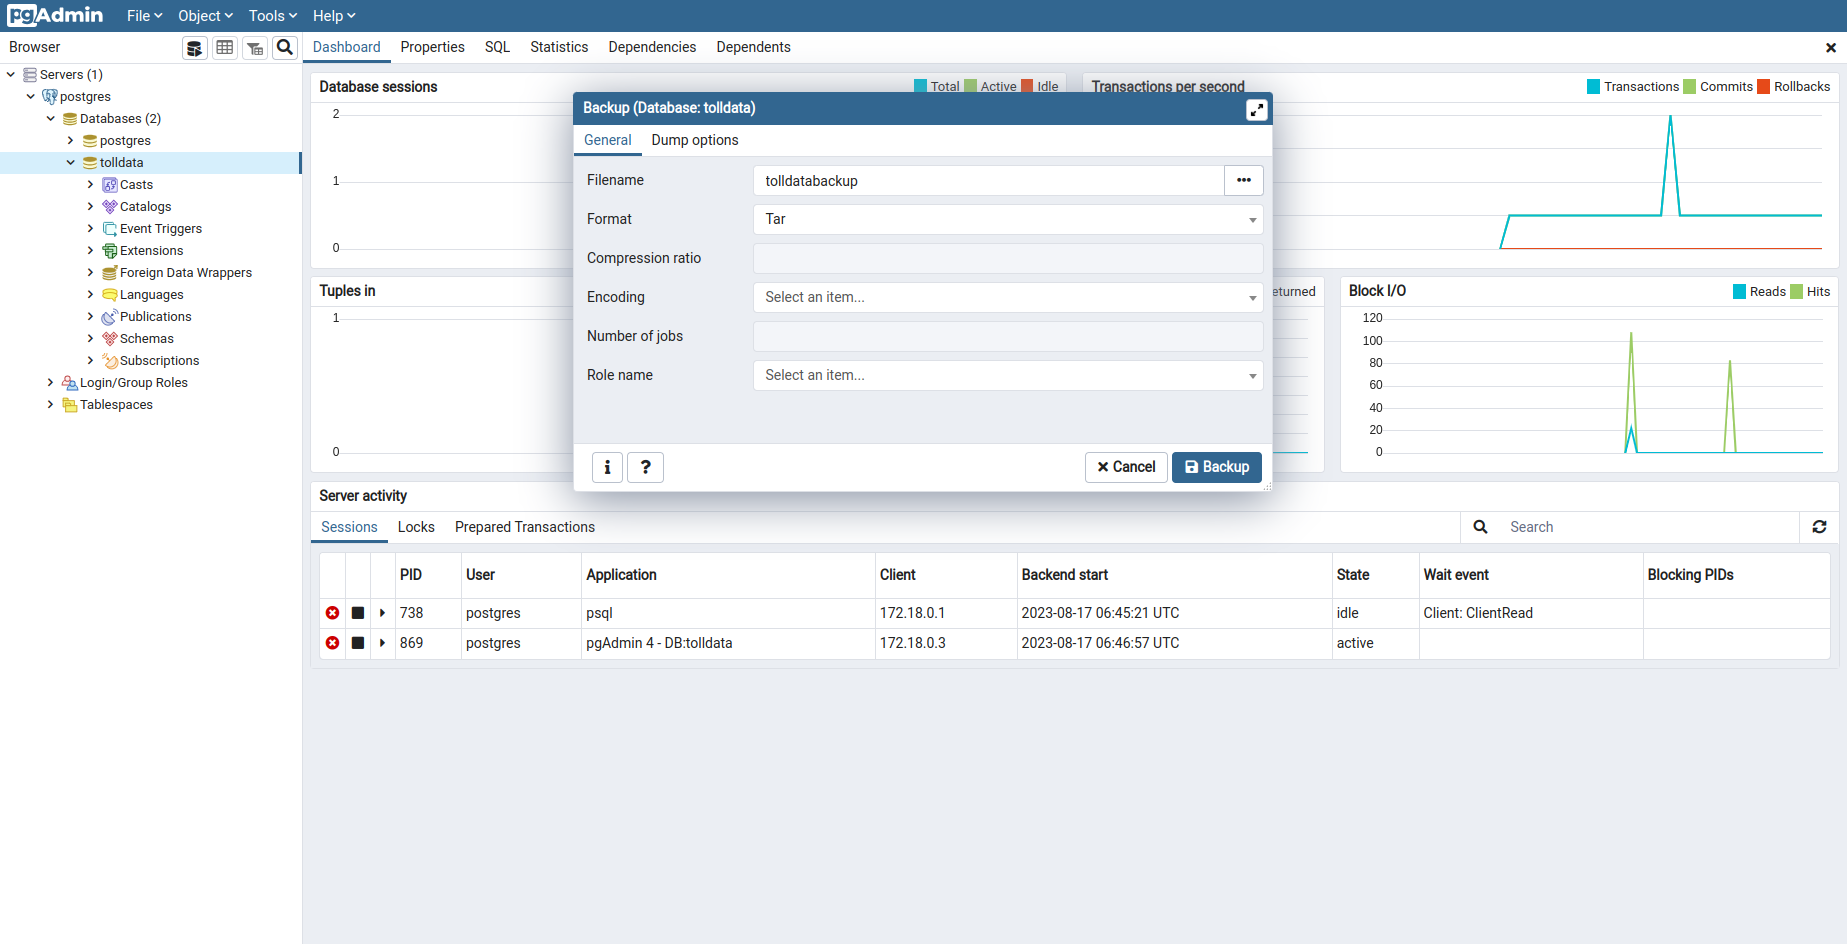 pgAdmin File Object Tools Help
Browser
Dashboard Properties SQL Statistics Dependencies Dependents
Servers (1)
postgres
Databases (2)
postgres
tolldata
Casts
Catalogs
Event Triggers
Extensions
Foreign Data Wrappers
Languages
Publications
Schemas
Subscriptions
Login/Group Roles
Tablespaces
Database sessions Total Active Idle
2
1
0
Transactions per second Transactions Commits Rollbacks
Backup (Database: tolldata)
General Dump options
Filename tolldatabackup
Format Tar
Compression ratio
Encoding Select an item...
Number of jobs
Role name Select an item...
i ? Cancel Backup
Tuples in
1
0
eturned
Block I/O Reads Hits
120
100
80
60
40
20
0
Server activity
Sessions Locks Prepared Transactions Search
PID User Application Client Backend start State Wait event Blocking PIDs
738 postgres psql 172.18.0.1 2023-08-17 06:45:21 UTC idle Client: ClientRead
869 postgres pgAdmin 4 - DB:tolldata 172.18.0.3 2023-08-17 06:46:57 UTC active